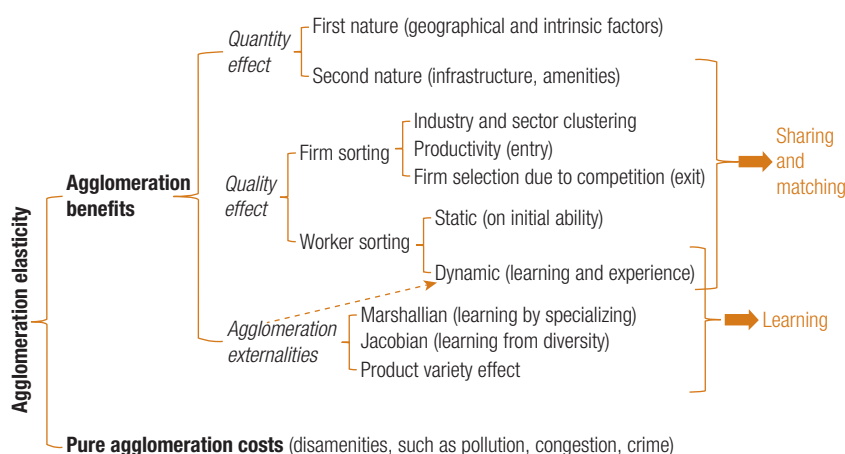 Agglomeration elasticity
Agglomeration
benefits
Quantity
effect
First nature (geographical and intrinsic factors)
Second nature (infrastructure, amenities)
Quality
effect
Firm sorting
Industry and sector clustering
Productivity (entry)
Firm selection due to competition (exit)
Worker sorting
Static (on initial ability)
Dynamic (learning and experience)
Agglomeration
externalities
Marshallian (learning by specializing)
Jacobian (learning from diversity)
Product variety effect
Sharing
and
matching
Learning
Pure agglomeration costs (disamenities, such as pollution, congestion, crime)